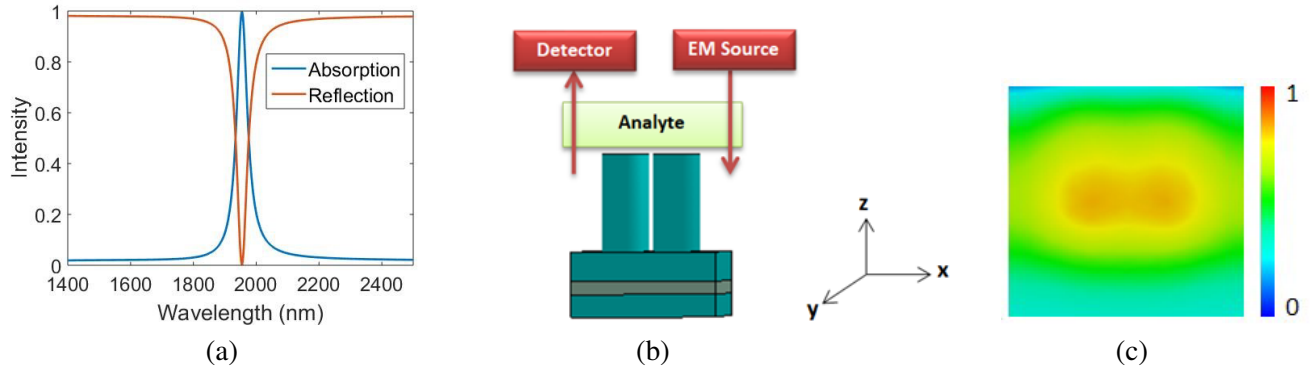 1
0.8
0.6
0.4
0.2
0
Intensity
1400 1600 1800 2000 2200 2400
Wavelength (nm)
Absorption
Reflection
(a)
Detector
EM Source
Analyte
z
x
y
(b)
1
0
(c)